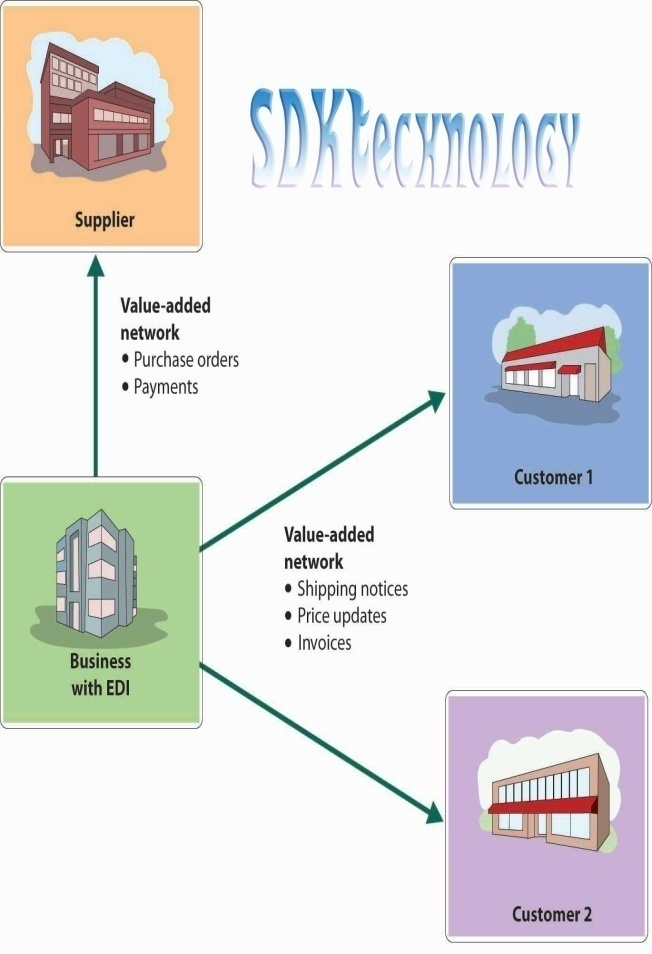 SDKtecxnology
Supplier
Value-added
network
• Purchase orders
• Payments
Customer 1
Value-added
network
• Shipping notices
• Price updates
• Invoices
Business
with EDI
Customer 2